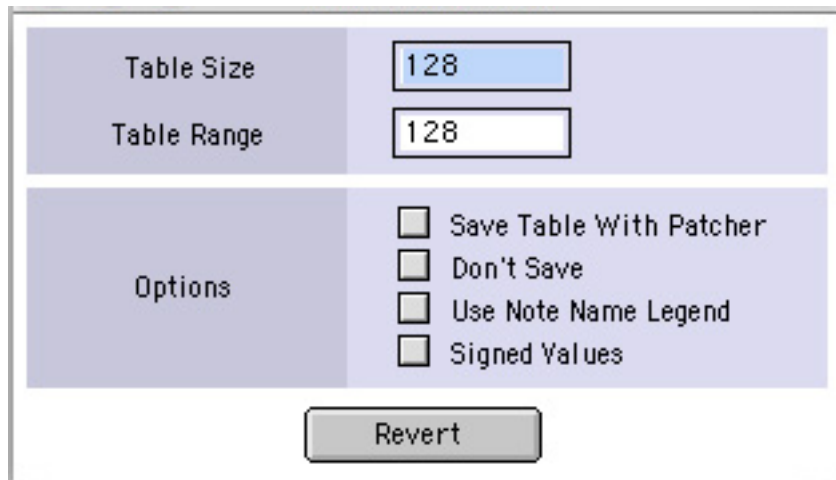 Table Size 128
Table Range 128
Options
Save Table With Patcher
Don't Save
Use Note Name Legend
Signed Values
Revert